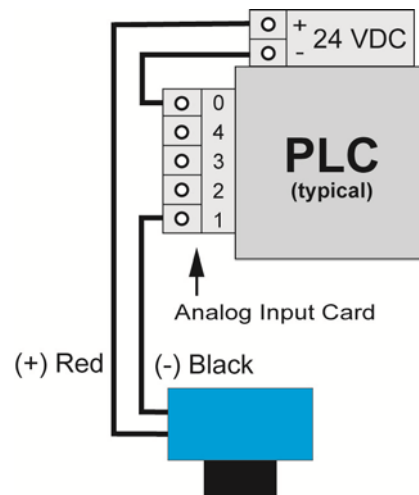 + 24 VDC
-
0
4
3
2
1
PLC
(typical)
Analog Input Card
(+) Red (-) Black